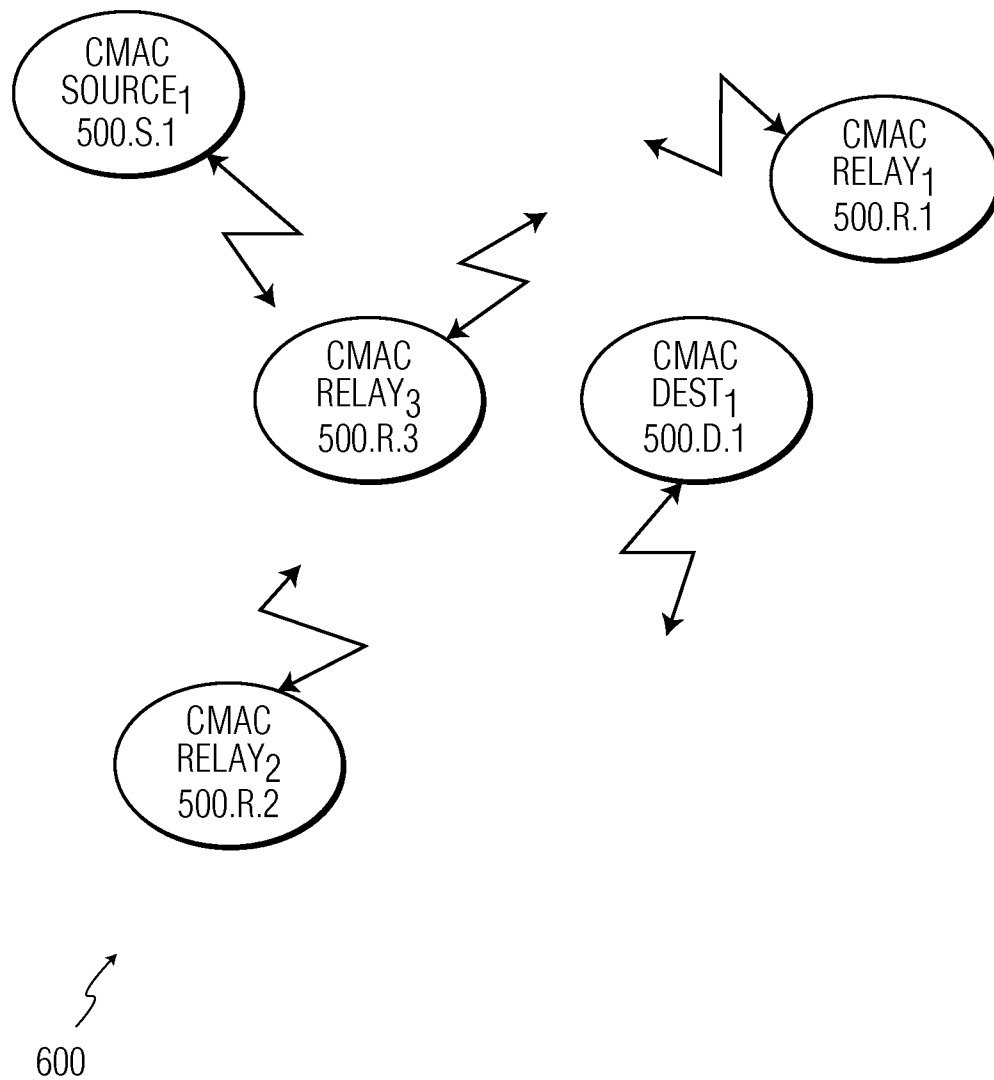 CMAC
SOURCE₁
500.S.1
CMAC
RELAY₁
500.R.1
CMAC
RELAY₃
500.R.3
CMAC
DEST₁
500.D.1
CMAC
RELAY₂
500.R.2
600